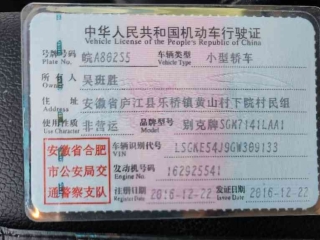 中华人民共和国机动车行驶证
Vehicle License of the People's Republic of China
号牌号码 皖A86255 车辆类型 小型轿车
Plate No. Vehicle Type
所有人 吴班胜
Owner
住址 安徽省庐江县乐桥镇黄山村下院村民组
Address
使用性质 非营运 品牌型号 别克牌SGK7141LAA1
Use Character Model
安徽省合肥市公安局交通警察支队
车辆识别代号 LSGKE54J9GW309133
VIN
发动机号码 162925541
Engine No.
注册日期 2016-12-22 发证日期 2016-12-22
Register Date Issue Date